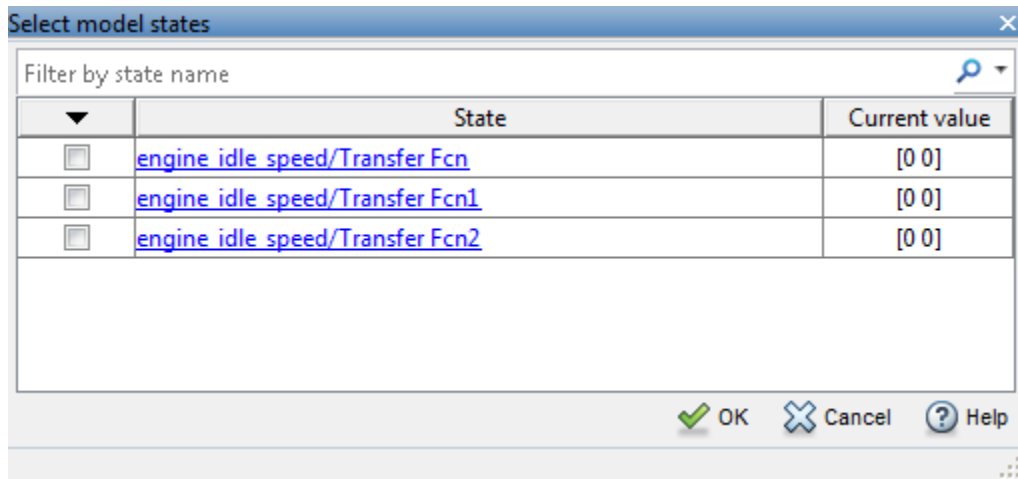 Select model states
Filter by state name
State Current value
engine_idle_speed/Transfer Fcn [0 0]
engine_idle_speed/Transfer Fcn1 [0 0]
engine_idle_speed/Transfer Fcn2 [0 0]
OK Cancel Help